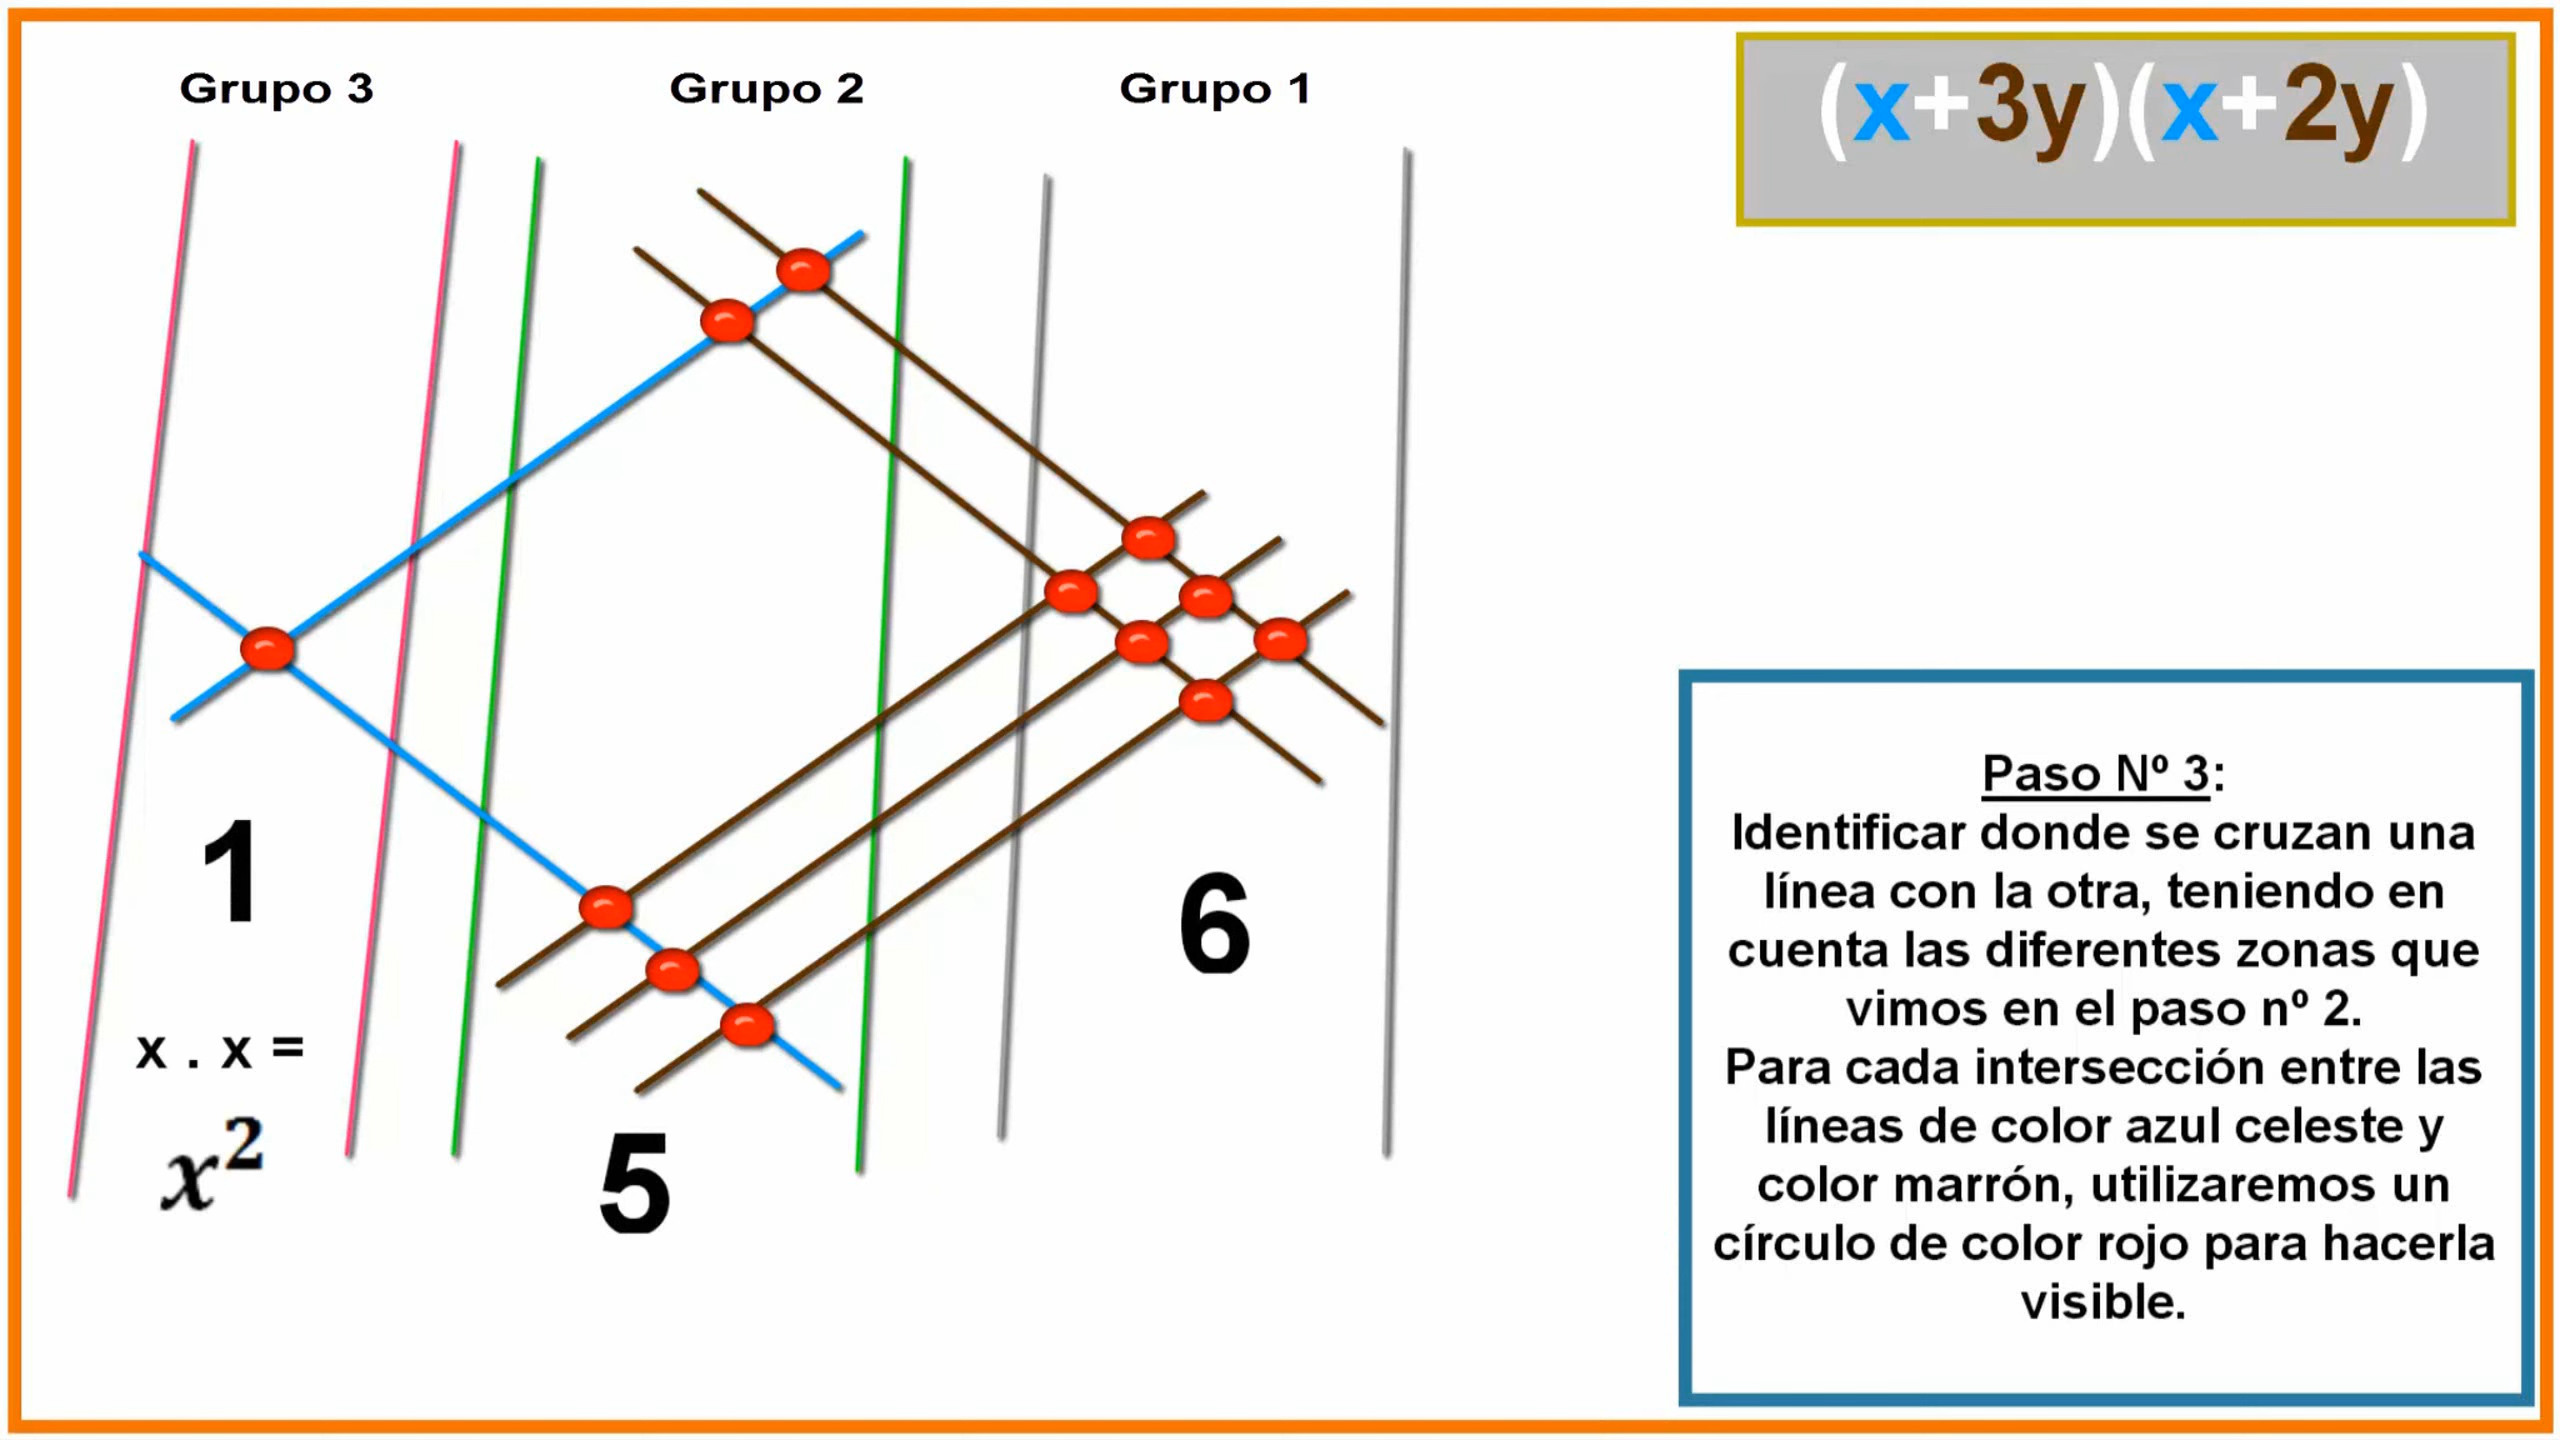 Grupo 3 Grupo 2 Grupo 1
(x+3y)(x+2y)
1
x . x =
x²
5
6
Paso Nº 3:
Identificar donde se cruzan una
línea con la otra, teniendo en
cuenta las diferentes zonas que
vimos en el paso nº 2.
Para cada intersección entre las
líneas de color azul celeste y
color marrón, utilizaremos un
círculo de color rojo para hacerla
visible.